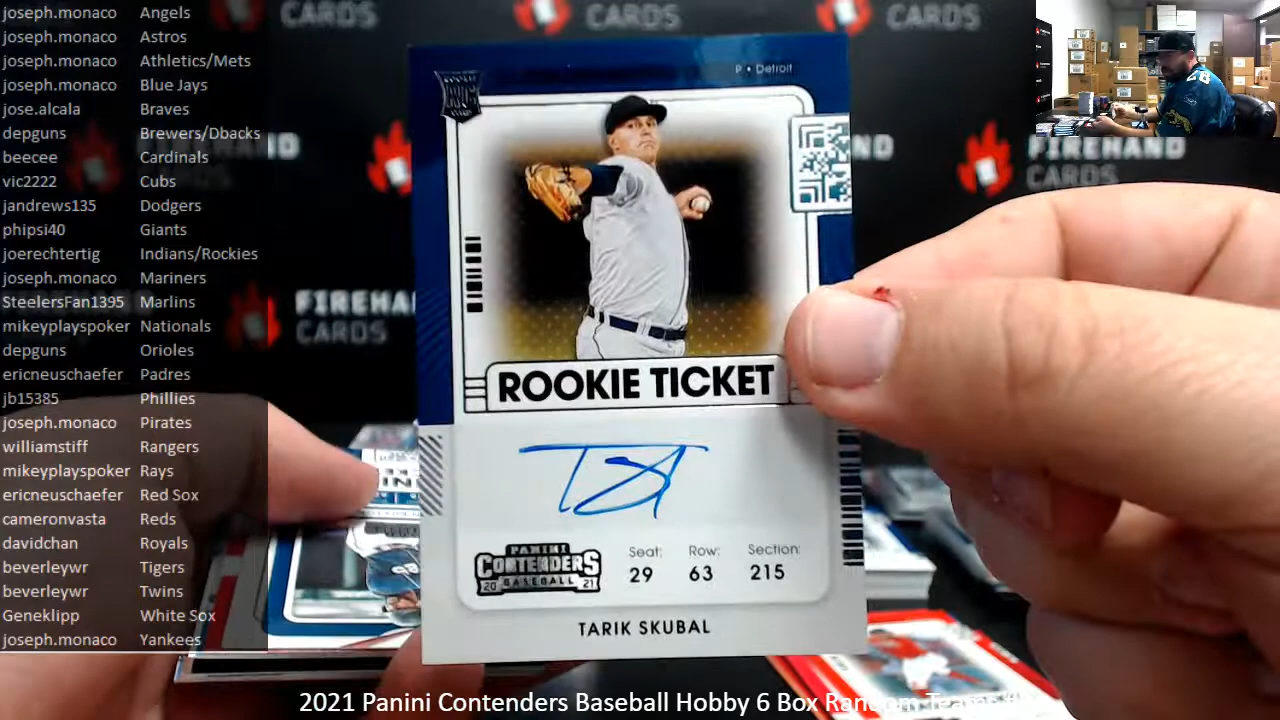 joseph.monaco Angels
joseph.monaco Astros
joseph.monaco Athletics/Mets
joseph.monaco Blue Jays
jose.alcala Braves
depguns Brewers/Dbacks
beecee Cardinals
vic2222 Cubs
jandrews135 Dodgers
phipsi40 Giants
joerechtertig Indians/Rockies
joseph.monaco Mariners
SteelersFan1395 Marlins
mikeyplayspoker Nationals
depguns Orioles
ericneuschaefer Padres
jb15385 Phillies
joseph.monaco Pirates
williamstiff Rangers
mikeyplayspoker Rays
ericneuschaefer Red Sox
cameronvasta Reds
davidchan Royals
beverleywr Tigers
beverleywr Twins
Geneklipp White Sox
joseph.monaco Yankees
CARDS
CARDS
CARDS
FIREHAND
CARDS
FIREHAND
CARDS
P • Detroit
ROOKIE TICKET
PANINI
CONTENDERS
20 BASEBALL 21
Seat: Row: Section:
29 63 215
TARIK SKUBAL
2021 Panini Contenders Baseball Hobby 6 Box Random Teams